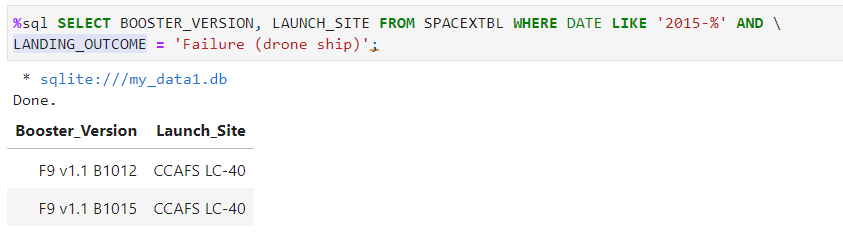 %sql SELECT BOOSTER_VERSION, LAUNCH_SITE FROM SPACEXTBL WHERE DATE LIKE '2015-%' AND \
LANDING_OUTCOME = 'Failure (drone ship)';
* sqlite:///my_data1.db
Done.
Booster_Version Launch_Site
F9 v1.1 B1012 CCAFS LC-40
F9 v1.1 B1015 CCAFS LC-40